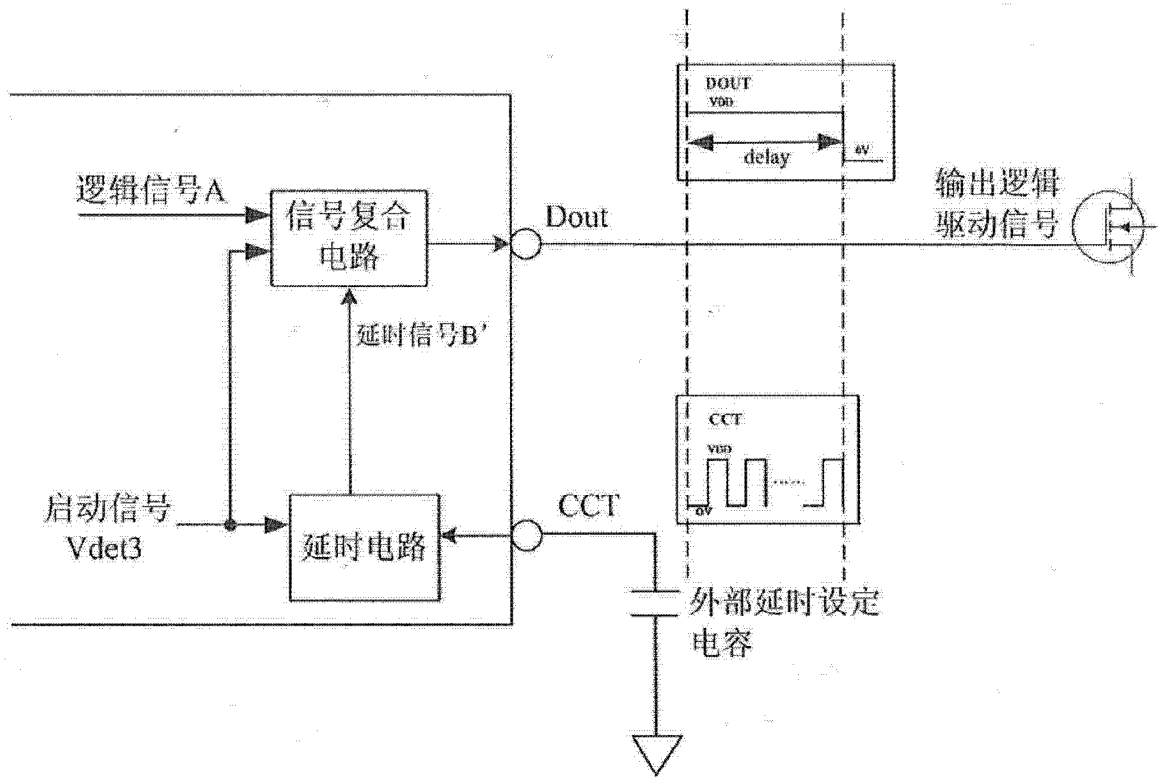 DOUT
VDD
delay
0V
逻辑信号A
信号复合
电路
Dout
输出逻辑
驱动信号
延时信号B’
CCT
VDD
0V
启动信号
Vdet3
延时电路
CCT
外部延时设定
电容